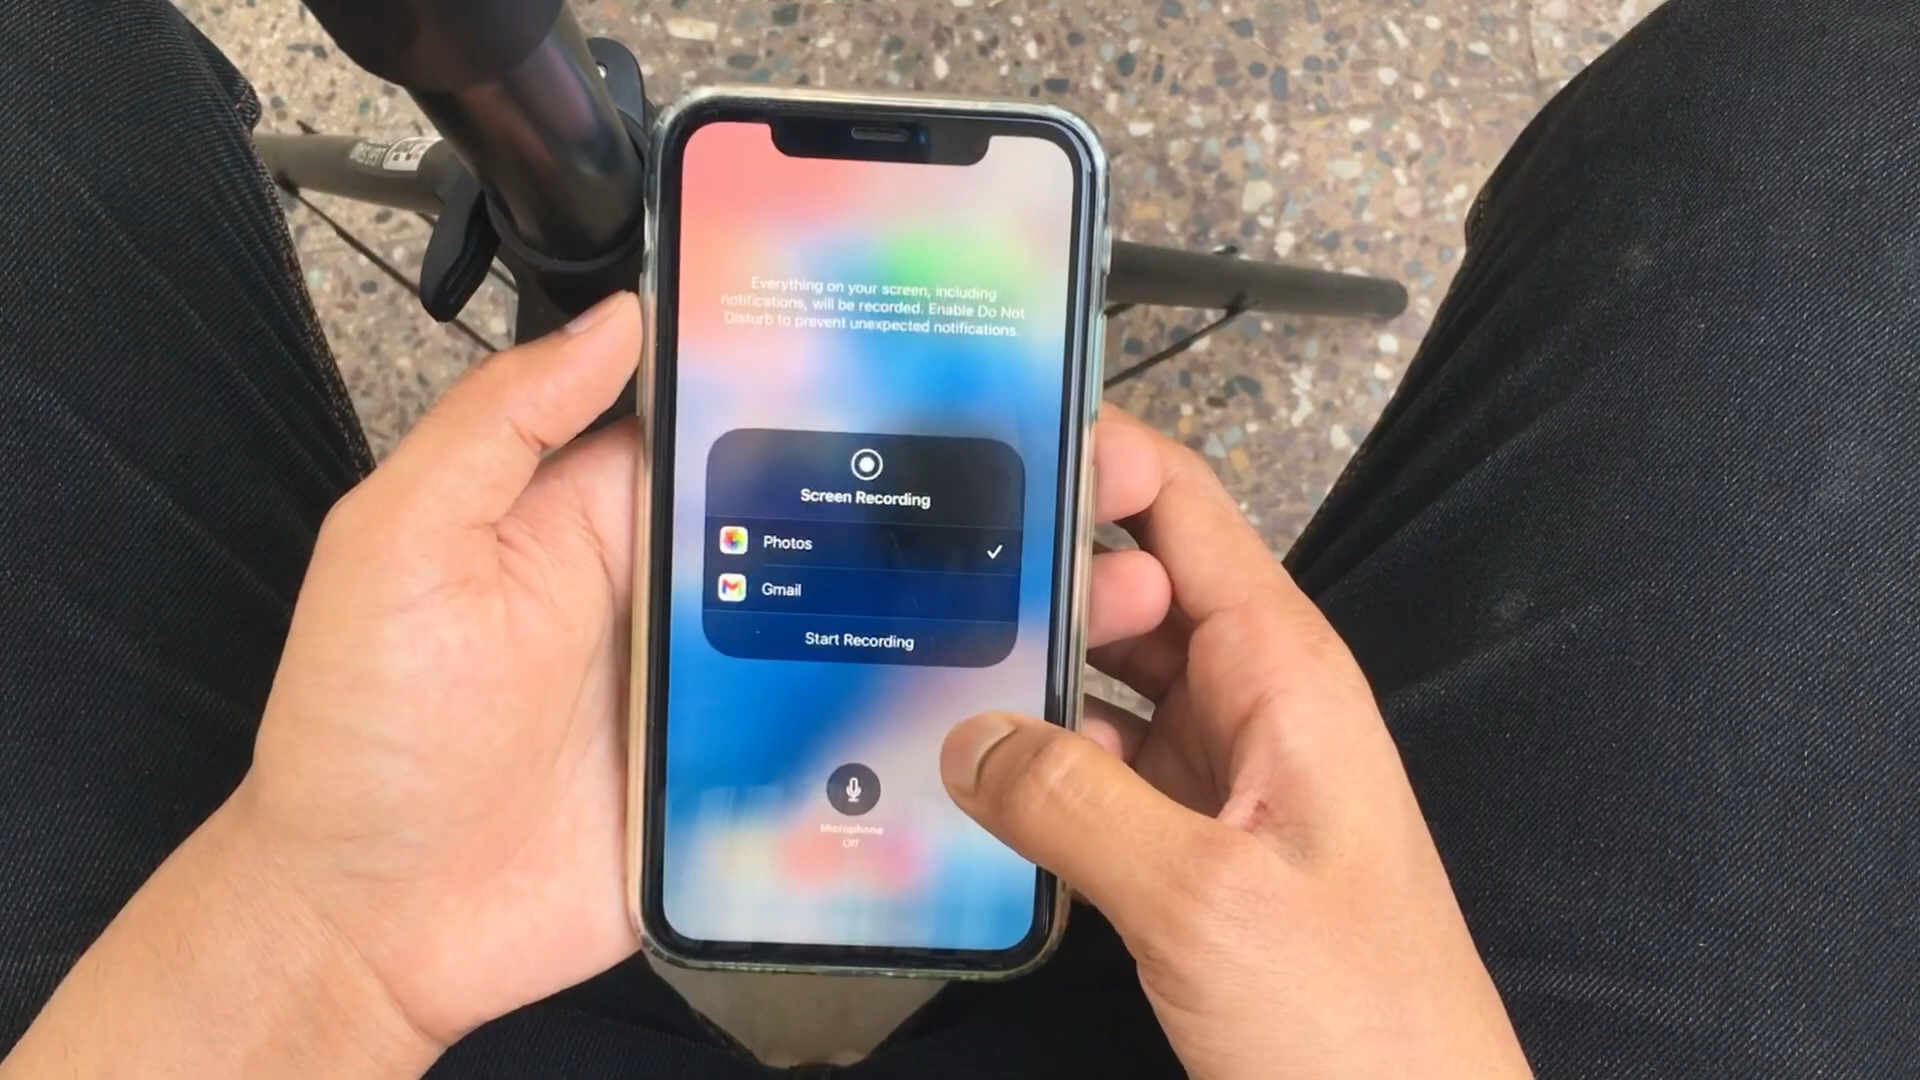 Everything on your screen, including
notifications, will be recorded. Enable Do Not
Disturb to prevent unexpected notifications.
Screen Recording
Photos
Gmail
Start Recording
Microphone
Off